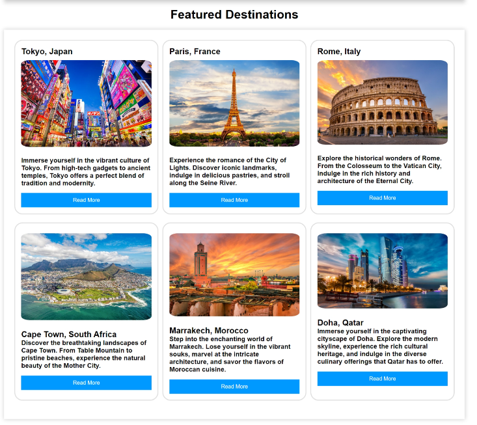 Featured Destinations
Tokyo, Japan
Immerse yourself in the vibrant culture of
Tokyo. From high-tech gadgets to ancient
temples, Tokyo offers a perfect blend of
tradition and modernity.
Read More
Paris, France
Experience the romance of the City of
Lights. Discover iconic landmarks,
indulge in delicious pastries, and stroll
along the Seine River.
Read More
Rome, Italy
Explore the historical wonders of Rome.
From the Colosseum to the Vatican City,
indulge in the rich history and
architecture of the Eternal City.
Read More
Cape Town, South Africa
Discover the breathtaking landscapes of
Cape Town. From Table Mountain to
pristine beaches, experience the natural
beauty of the Mother City.
Read More
Marrakech, Morocco
Step into the enchanting world of
Marrakech. Lose yourself in the vibrant
souks, marvel at the intricate
architecture, and savor the flavors of
Moroccan cuisine.
Read More
Doha, Qatar
Immerse yourself in the captivating
cityscape of Doha. Explore the modern
skyline, experience the rich cultural
heritage, and indulge in the diverse
culinary offerings that Qatar has to offer.
Read More